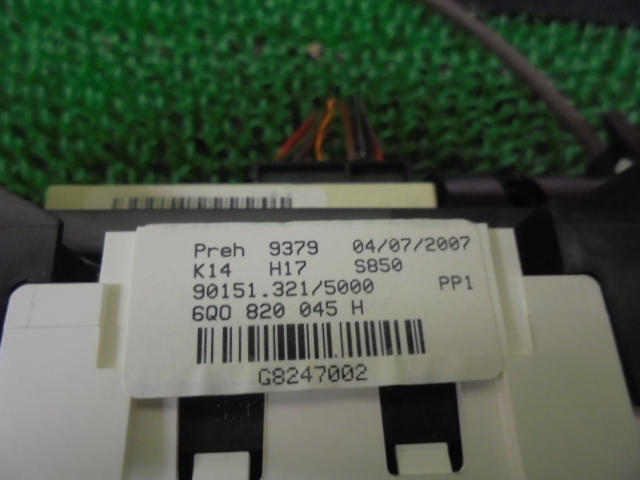 Preh 9379 04/07/2007
K14 H17 S850
90151.321/5000 PP1
6Q0 820 045 H
G8247002